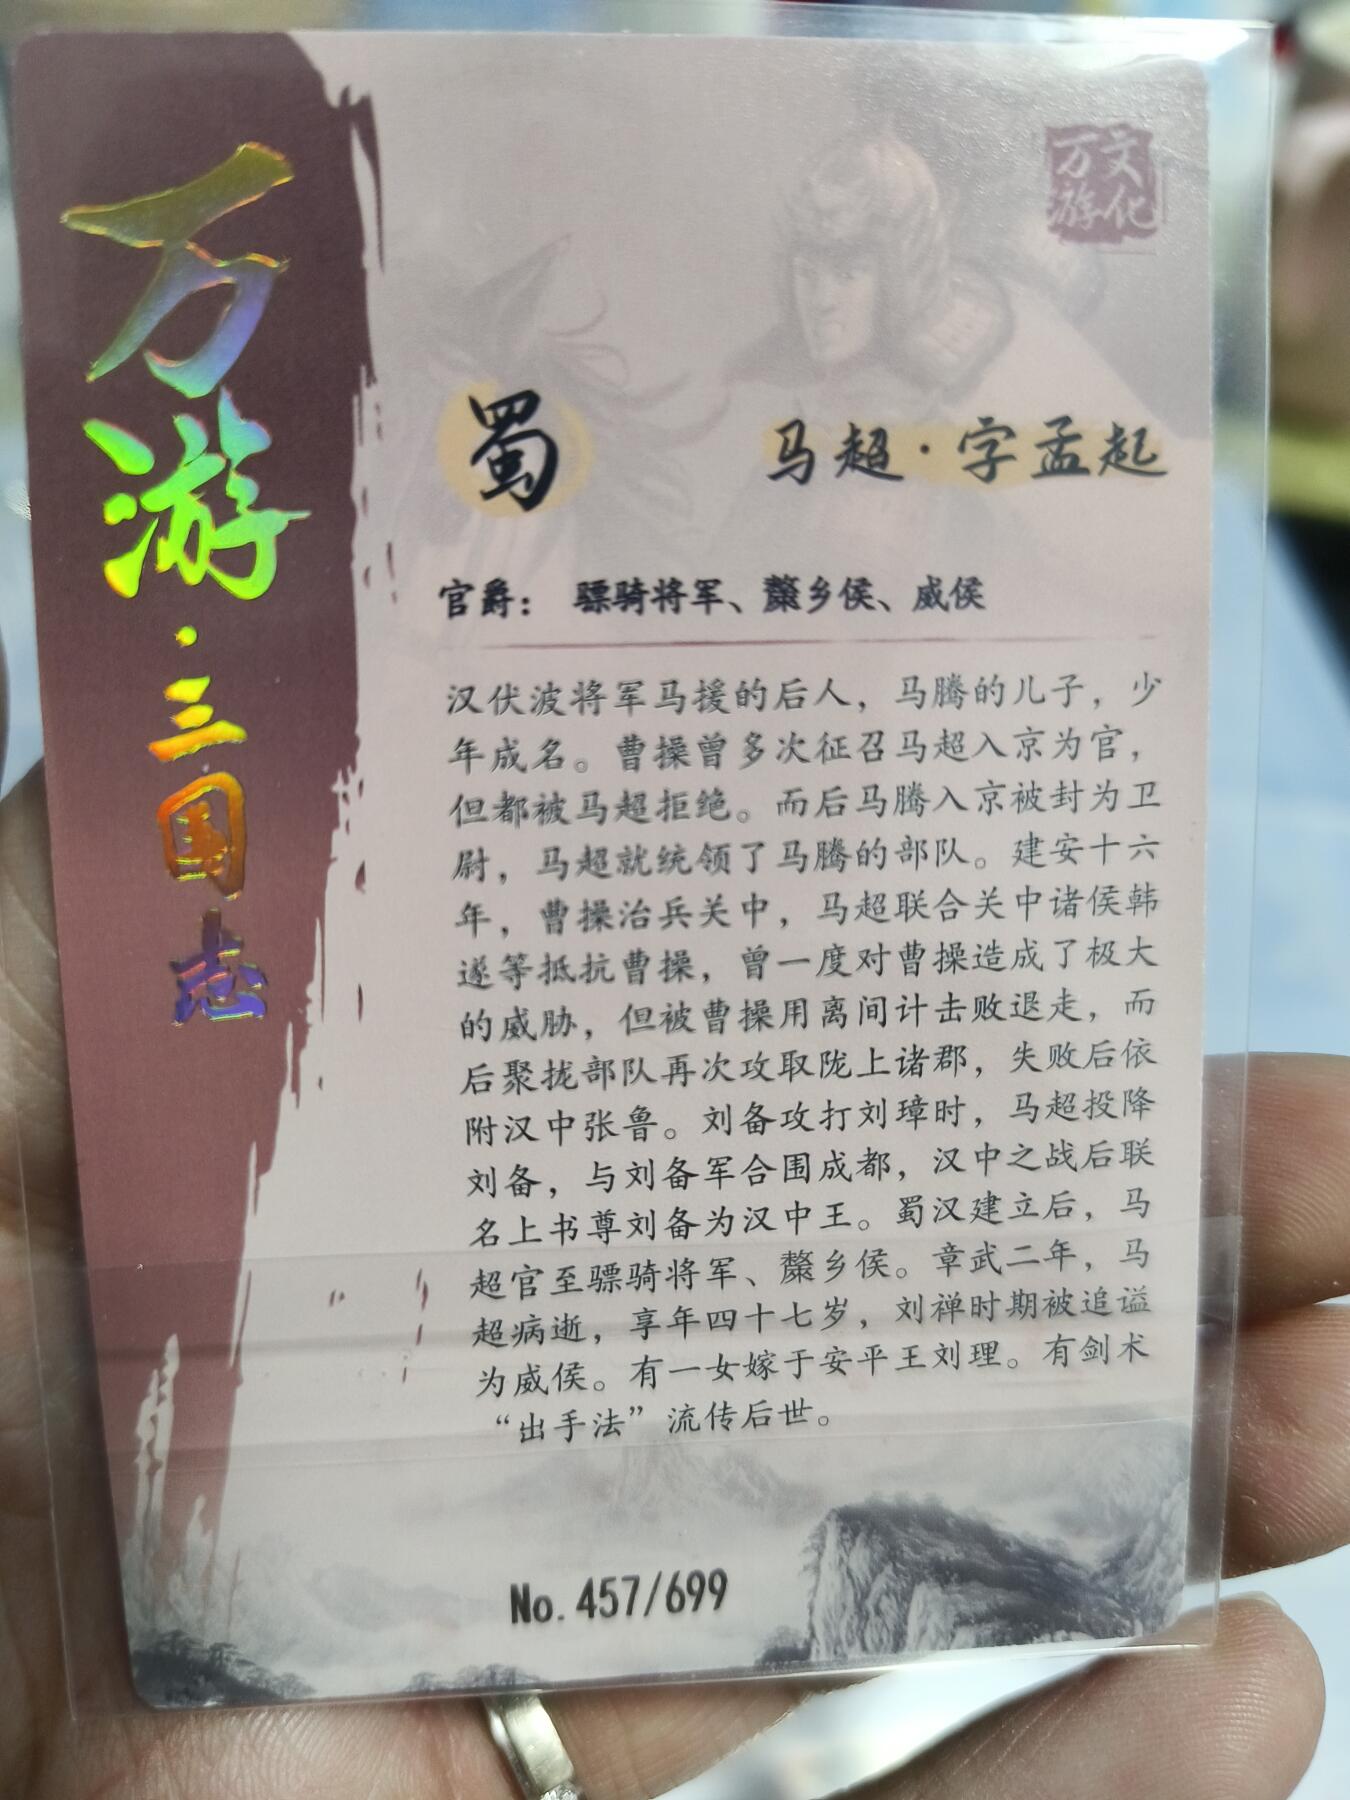 万游·三国志
万游
文化
蜀
马超·字孟起
官爵： 骠骑将军、斄乡侯、威侯
汉伏波将军马援的后人，马腾的儿子，少
年成名。曹操曾多次征召马超入京为官，
但都被马超拒绝。而后马腾入京被封为卫
尉，马超就统领了马腾的部队。建安十六
年，曹操治兵关中，马超联合关中诸侯韩
遂等抵抗曹操，曾一度对曹操造成了极大
的威胁，但被曹操用离间计击败退走，而
后聚拢部队再次攻取陇上诸郡，失败后依
附汉中张鲁。刘备攻打刘璋时，马超投降
刘备，与刘备军合围成都，汉中之战后联
名上书尊刘备为汉中王。蜀汉建立后，马
超官至骠骑将军、斄乡侯。章武二年，马
超病逝，享年四十七岁，刘禅时期被追谥
为威侯。有一女嫁于安平王刘理。有剑术
“出手法”流传后世。
No.457/699